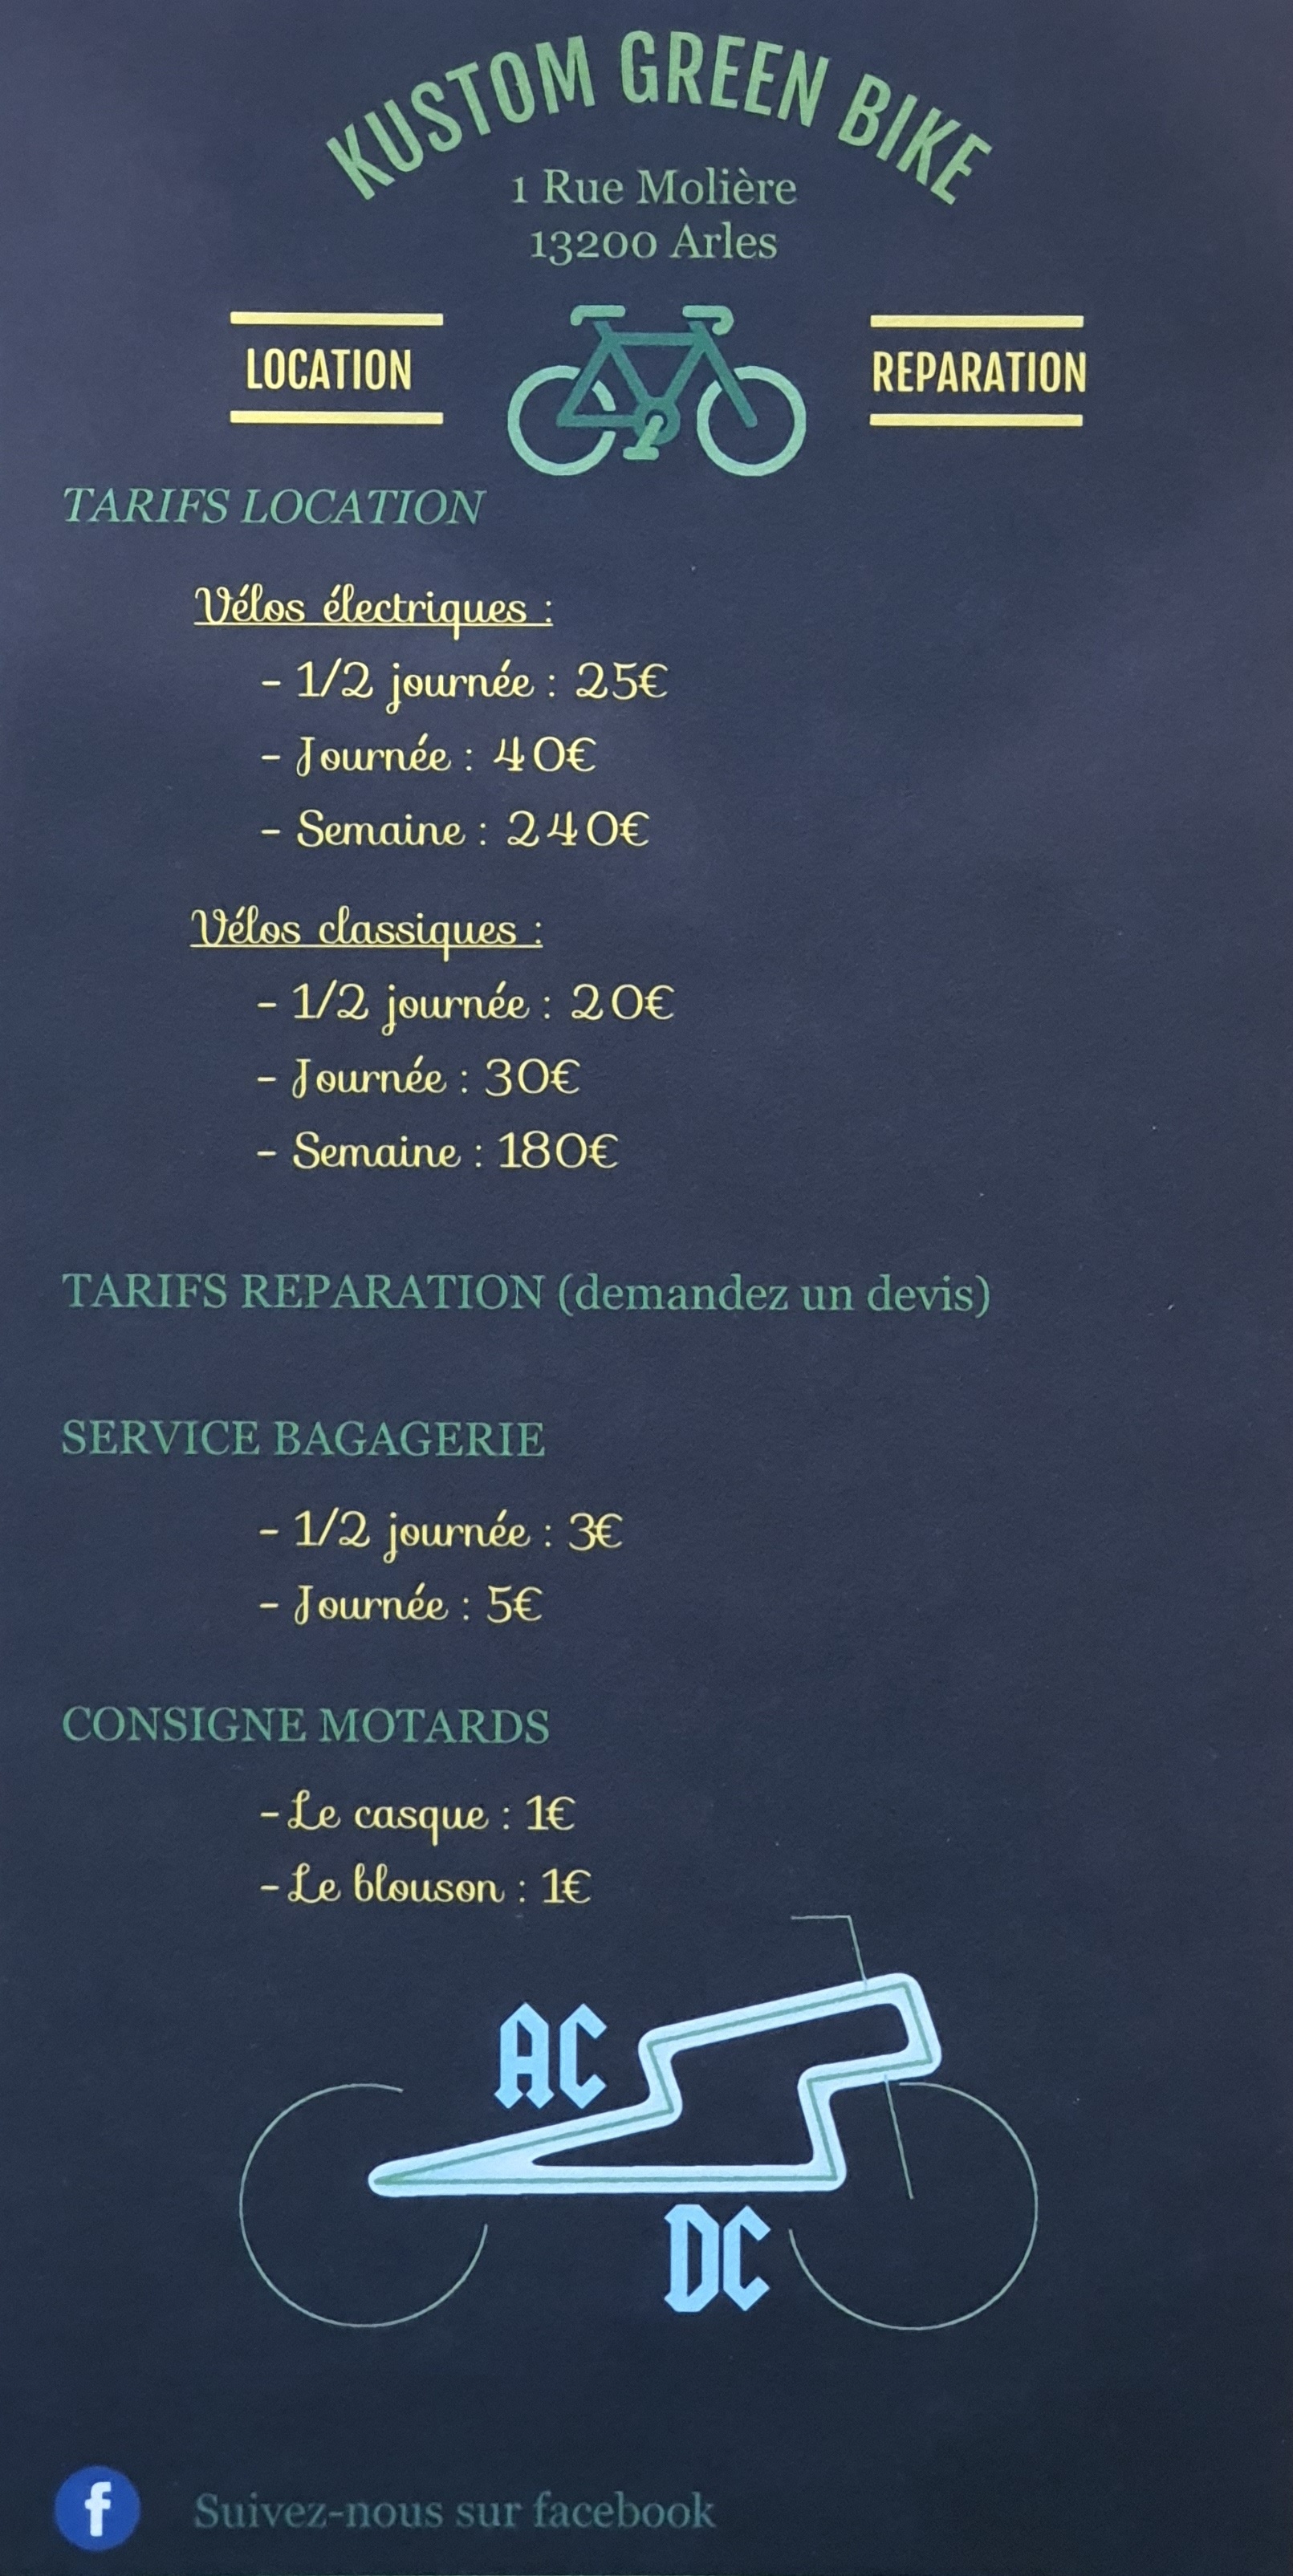 KUSTOM GREEN BIKE
1 Rue Molière
13200 Arles
LOCATION
REPARATION
TARIFS LOCATION
Vélos électriques :
- 1/2 journée : 25€
- Journée : 40€
- Semaine : 240€
Vélos classiques :
- 1/2 journée : 20€
- Journée : 30€
- Semaine : 180€
TARIFS REPARATION (demandez un devis)
SERVICE BAGAGERIE
- 1/2 journée : 3€
- Journée : 5€
CONSIGNE MOTARDS
- Le casque : 1€
- Le blouson : 1€
AC
DC
f
Suivez-nous sur facebook